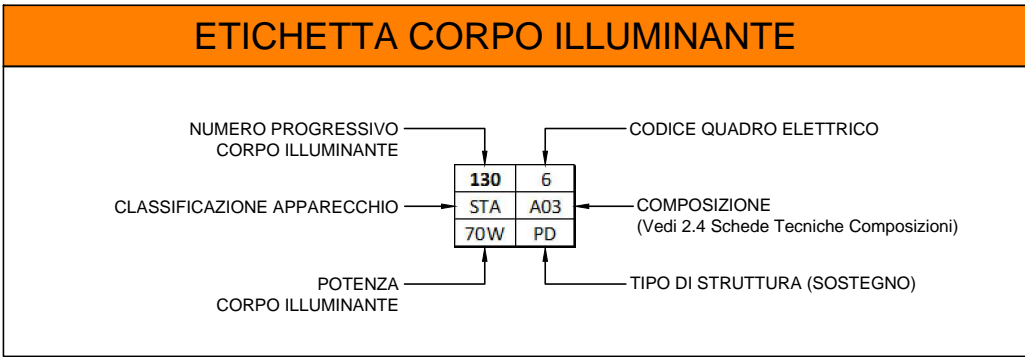 ETICHETTA CORPO ILLUMINANTE
NUMERO PROGRESSIVO
CORPO ILLUMINANTE
CODICE QUADRO ELETTRICO
130 6
CLASSIFICAZIONE APPARECCHIO
STA A03
COMPOSIZIONE
(Vedi 2.4 Schede Tecniche Composizioni)
70W PD
POTENZA
CORPO ILLUMINANTE
TIPO DI STRUTTURA (SOSTEGNO)